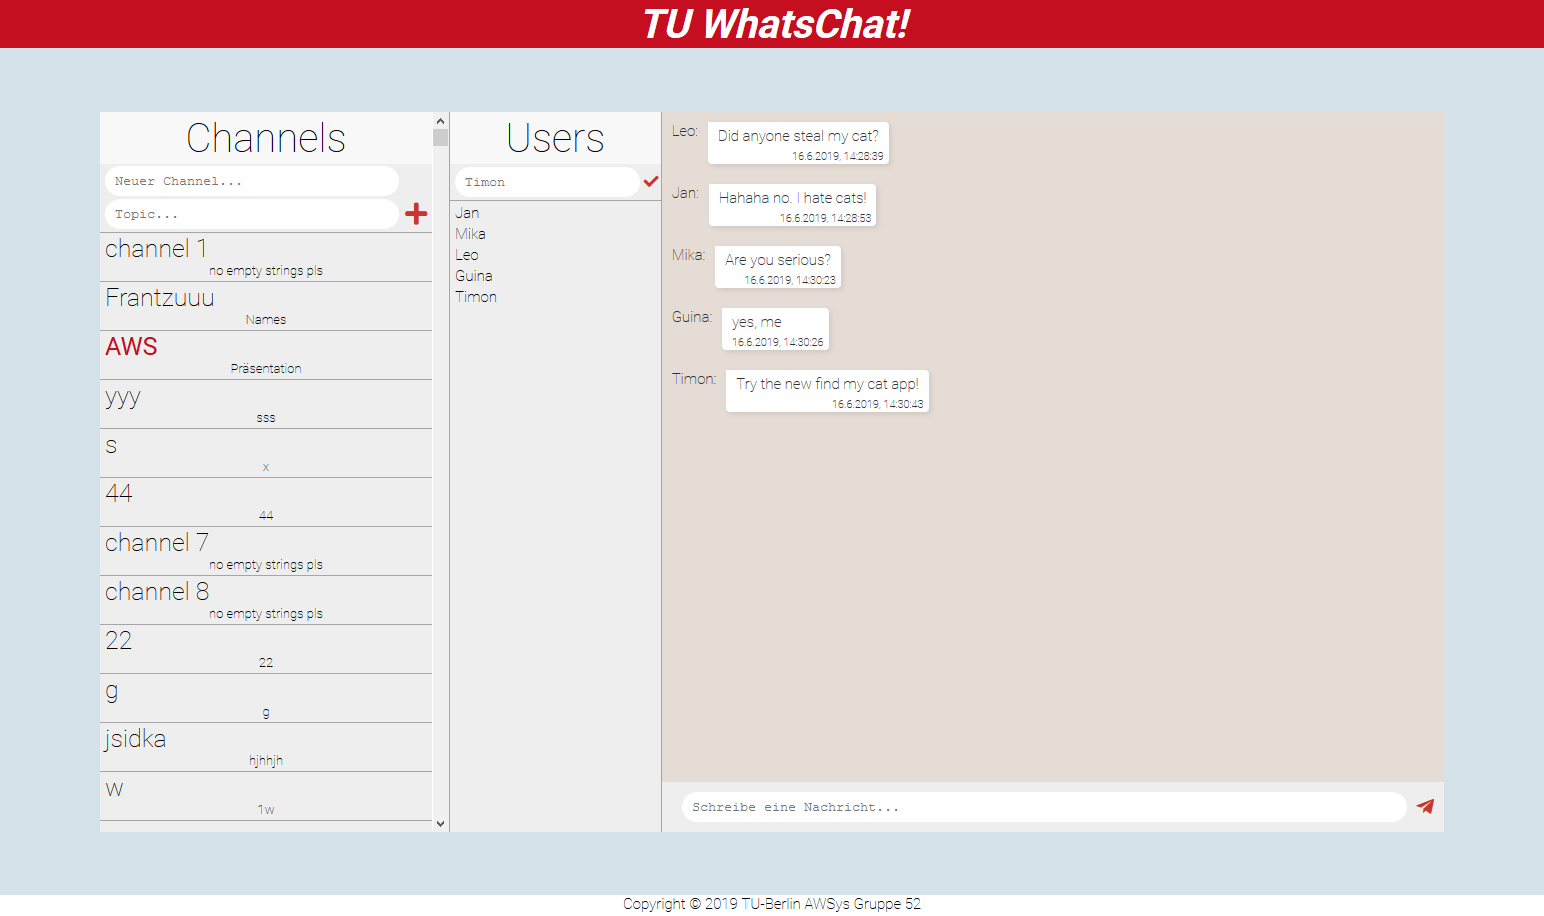 TU WhatsChat!
Channels
Neuer Channel...
Topic...
channel 1
no empty strings pls
Frantzuuu
Names
AWS
Präsentation
yyy
sss
s
x
44
44
channel 7
no empty strings pls
channel 8
no empty strings pls
22
22
g
g
jsidka
hjhhjh
w
1w
Users
Timon
Jan
Mika
Leo
Guina
Timon
Leo: Did anyone steal my cat?
16.6.2019, 14:28:39
Jan: Hahaha no. I hate cats!
16.6.2019, 14:28:53
Mika: Are you serious?
16.6.2019, 14:30:23
Guina: yes, me
16.6.2019, 14:30:26
Timon: Try the new find my cat app!
16.6.2019, 14:30:43
Schreibe eine Nachricht...
Copyright © 2019 TU-Berlin AWSys Gruppe 52